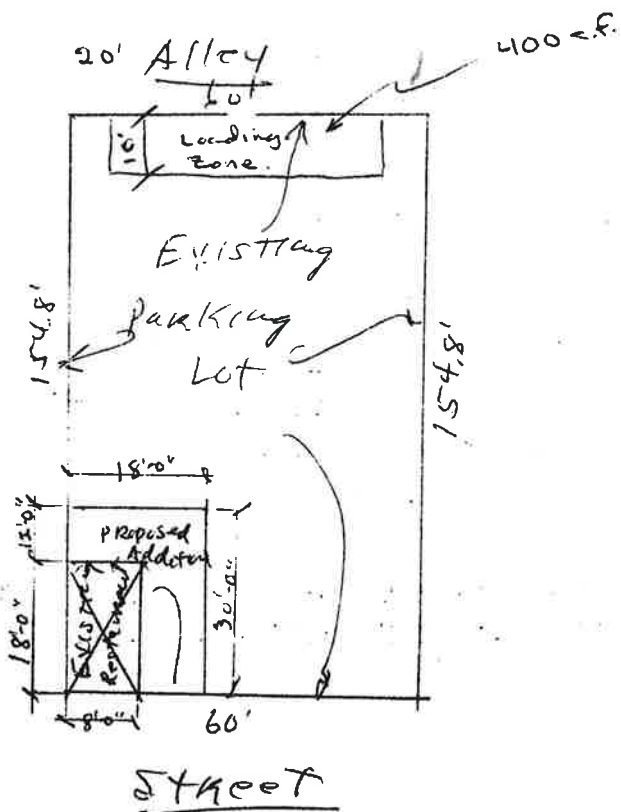 20' Alley
60'
400 s.f.
10'
Loading
Zone.
Existing
Parking
Lot
154.8'
154.8'
18'-0"
12'-0"
Proposed
Addition
30'-0"
18'-0"
Existing
8'-0"
60'
Street